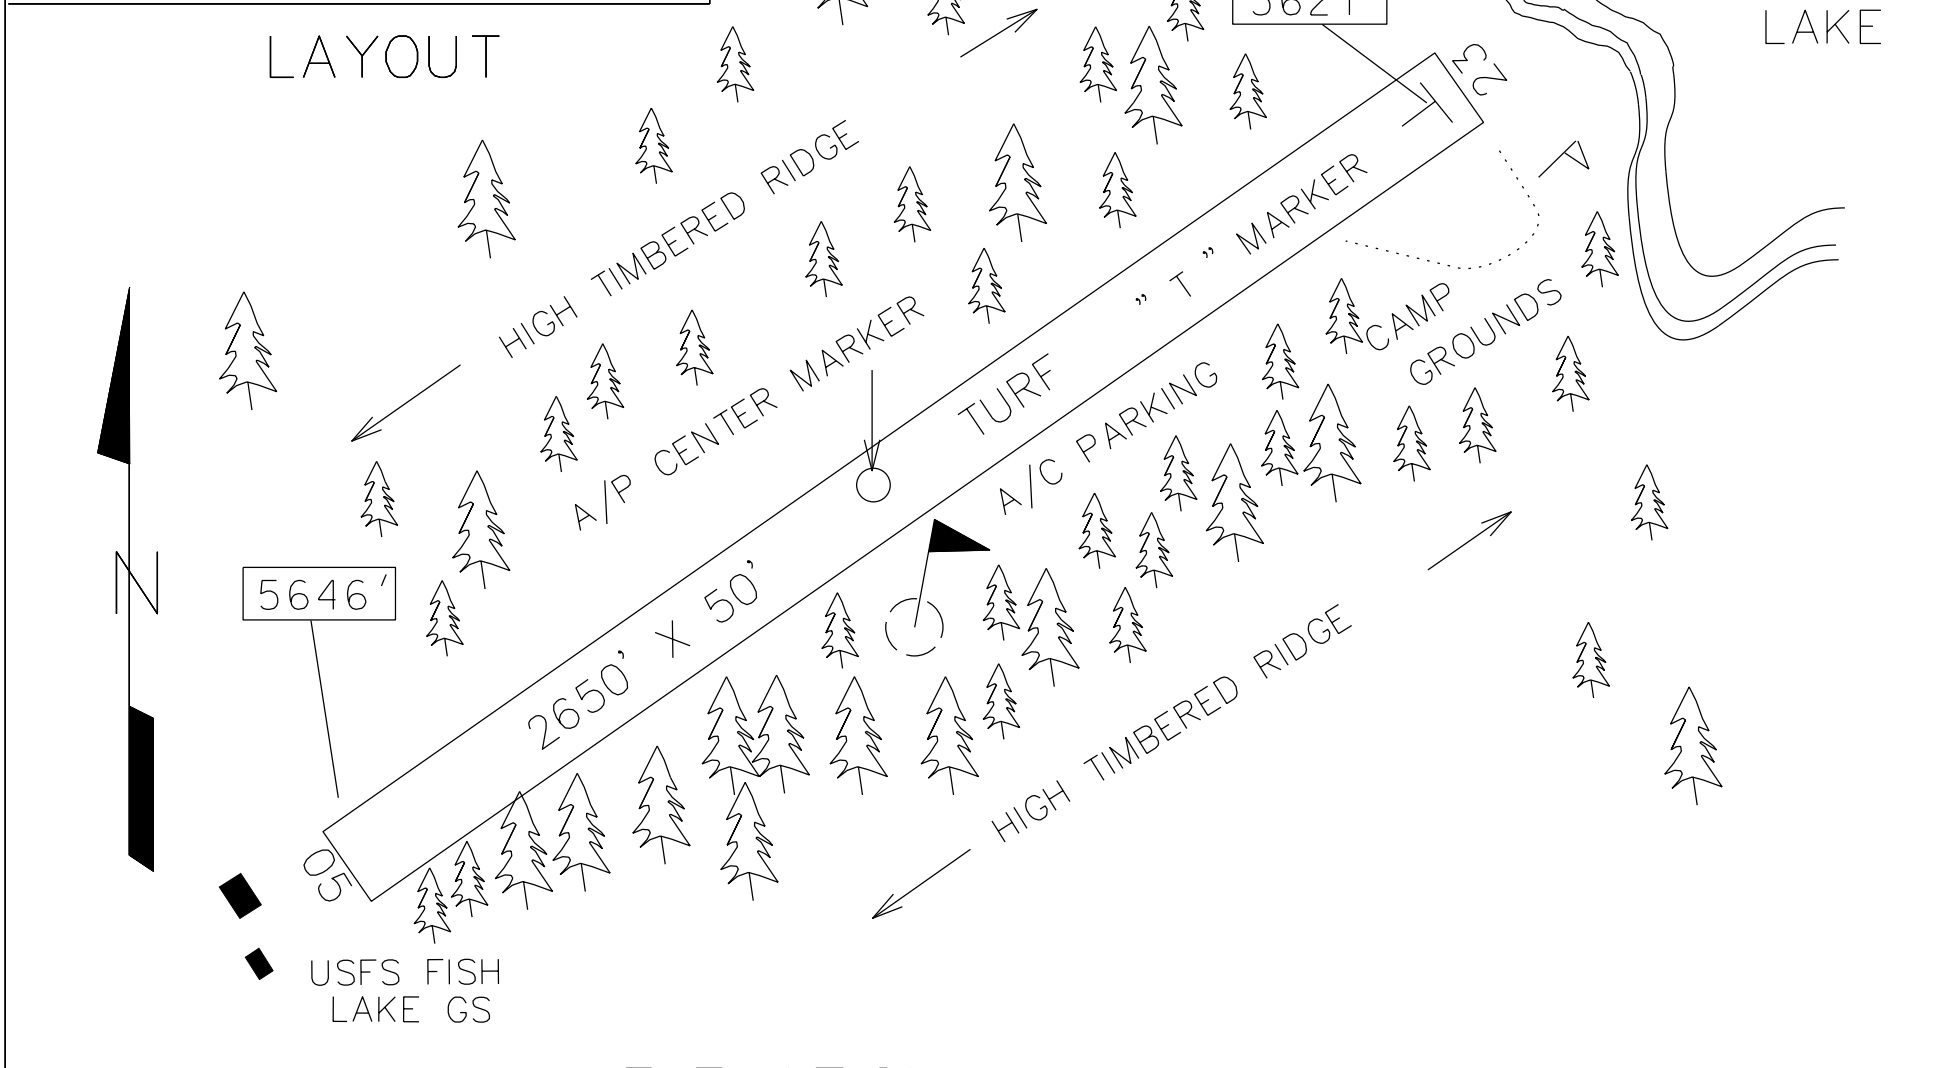 5621'
LAKE
LAYOUT
23
HIGH TIMBERED RIDGE
" T " MARKER
A/P CENTER MARKER
CAMP
GROUNDS
TURF
A/C PARKING
N
5646'
2650' X 50'
HIGH TIMBERED RIDGE
05
USFS FISH
LAKE GS